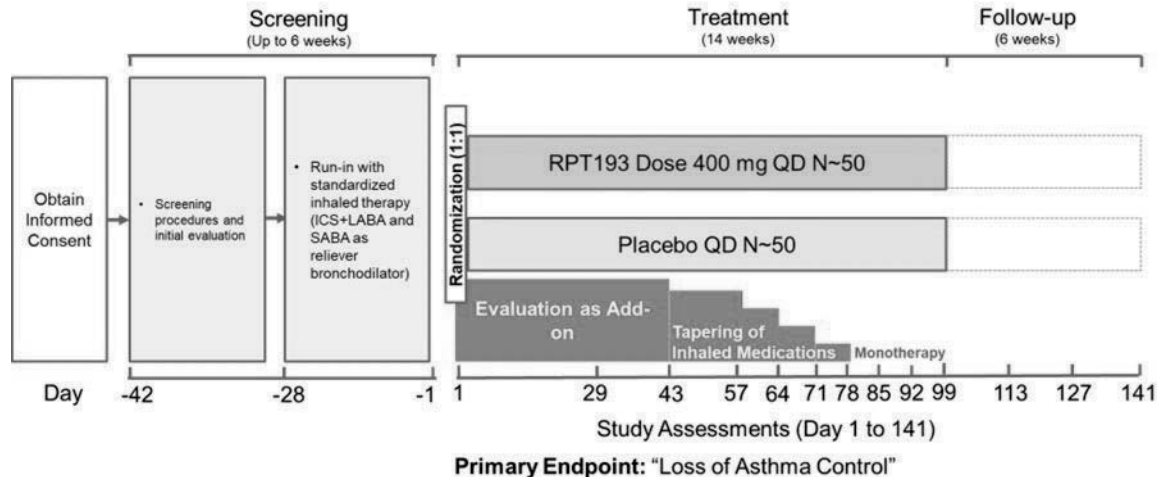 Screening
(Up to 6 weeks)
Treatment
(14 weeks)
Follow-up
(6 weeks)
Obtain
Informed
Consent
• Screening
procedures and
initial evaluation
• Run-in with
standardized
inhaled therapy
(ICS+LABA and
SABA as
reliever
bronchodilator)
Randomization (1:1)
RPT193 Dose 400 mg QD N~50
Placebo QD N~50
Evaluation as Add-
on
Tapering of
Inhaled Medications
Monotherapy
Day
-42 -28 -1 1 29 43 57 64 71 78 85 92 99 113 127 141
Study Assessments (Day 1 to 141)
Primary Endpoint: “Loss of Asthma Control”